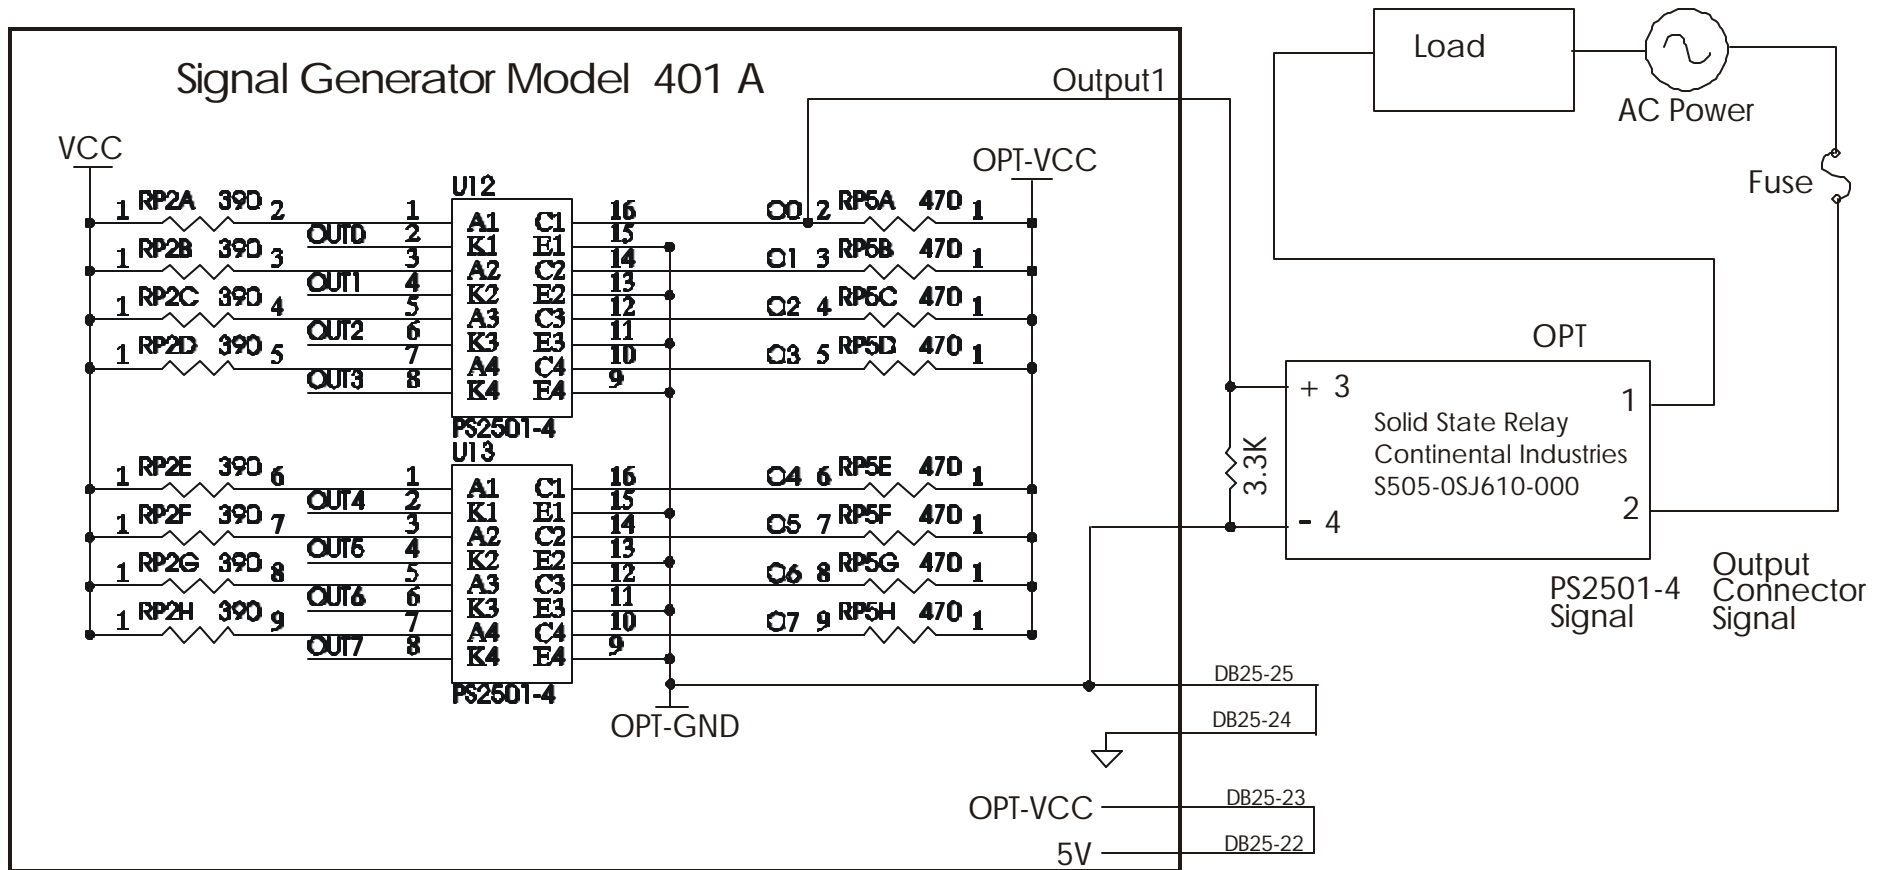 Signal Generator Model 401 A
Output1
Load
AC Power
Fuse
VCC
OPT-VCC
U12
1 RP2A 390 2 1 A1 C1 16 O0 2 RP5A 470 1
OUT0 2 K1 E1 15
1 RP2B 390 3 3 A2 C2 14 O1 3 RP5B 470 1
OUT1 4 K2 E2 13
1 RP2C 390 4 5 A3 C3 12 O2 4 RP5C 470 1
OUT2 6 K3 E3 11
1 RP2D 390 5 7 A4 C4 10 O3 5 RP5D 470 1
OUT3 8 K4 E4 9
PS2501-4
U13
1 RP2E 390 6 1 A1 C1 16 O4 6 RP5E 470 1
OUT4 2 K1 E1 15
1 RP2F 390 7 3 A2 C2 14 O5 7 RP5F 470 1
OUT5 4 K2 E2 13
1 RP2G 390 8 5 A3 C3 12 O6 8 RP5G 470 1
OUT6 6 K3 E3 11
1 RP2H 390 9 7 A4 C4 10 O7 9 RP5H 470 1
OUT7 8 K4 E4 9
PS2501-4
OPT-GND
3.3K
OPT
+ 3
1
Solid State Relay
Continental Industries
S505-0SJ610-000
2
- 4
PS2501-4
Signal
Output
Connector
Signal
DB25-25
DB25-24
OPT-VCC
DB25-23
5V
DB25-22